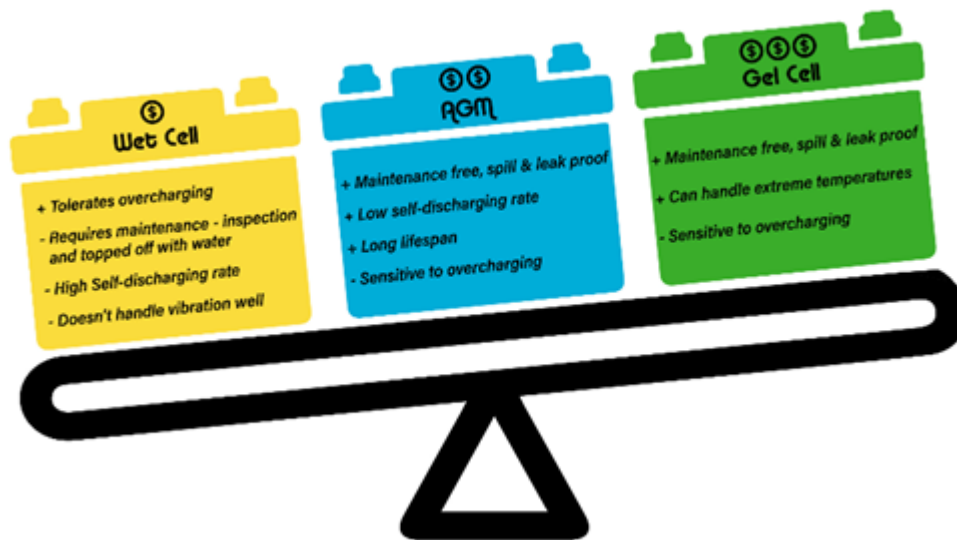 $
Wet Cell
+ Tolerates overcharging
- Requires maintenance - inspection
and topped off with water
- High Self-discharging rate
- Doesn't handle vibration well
$ $
AGM
+ Maintenance free, spill & leak proof
+ Low self-discharging rate
+ Long lifespan
- Sensitive to overcharging
$ $ $
Gel Cell
+ Maintenance free, spill & leak proof
+ Can handle extreme temperatures
- Sensitive to overcharging